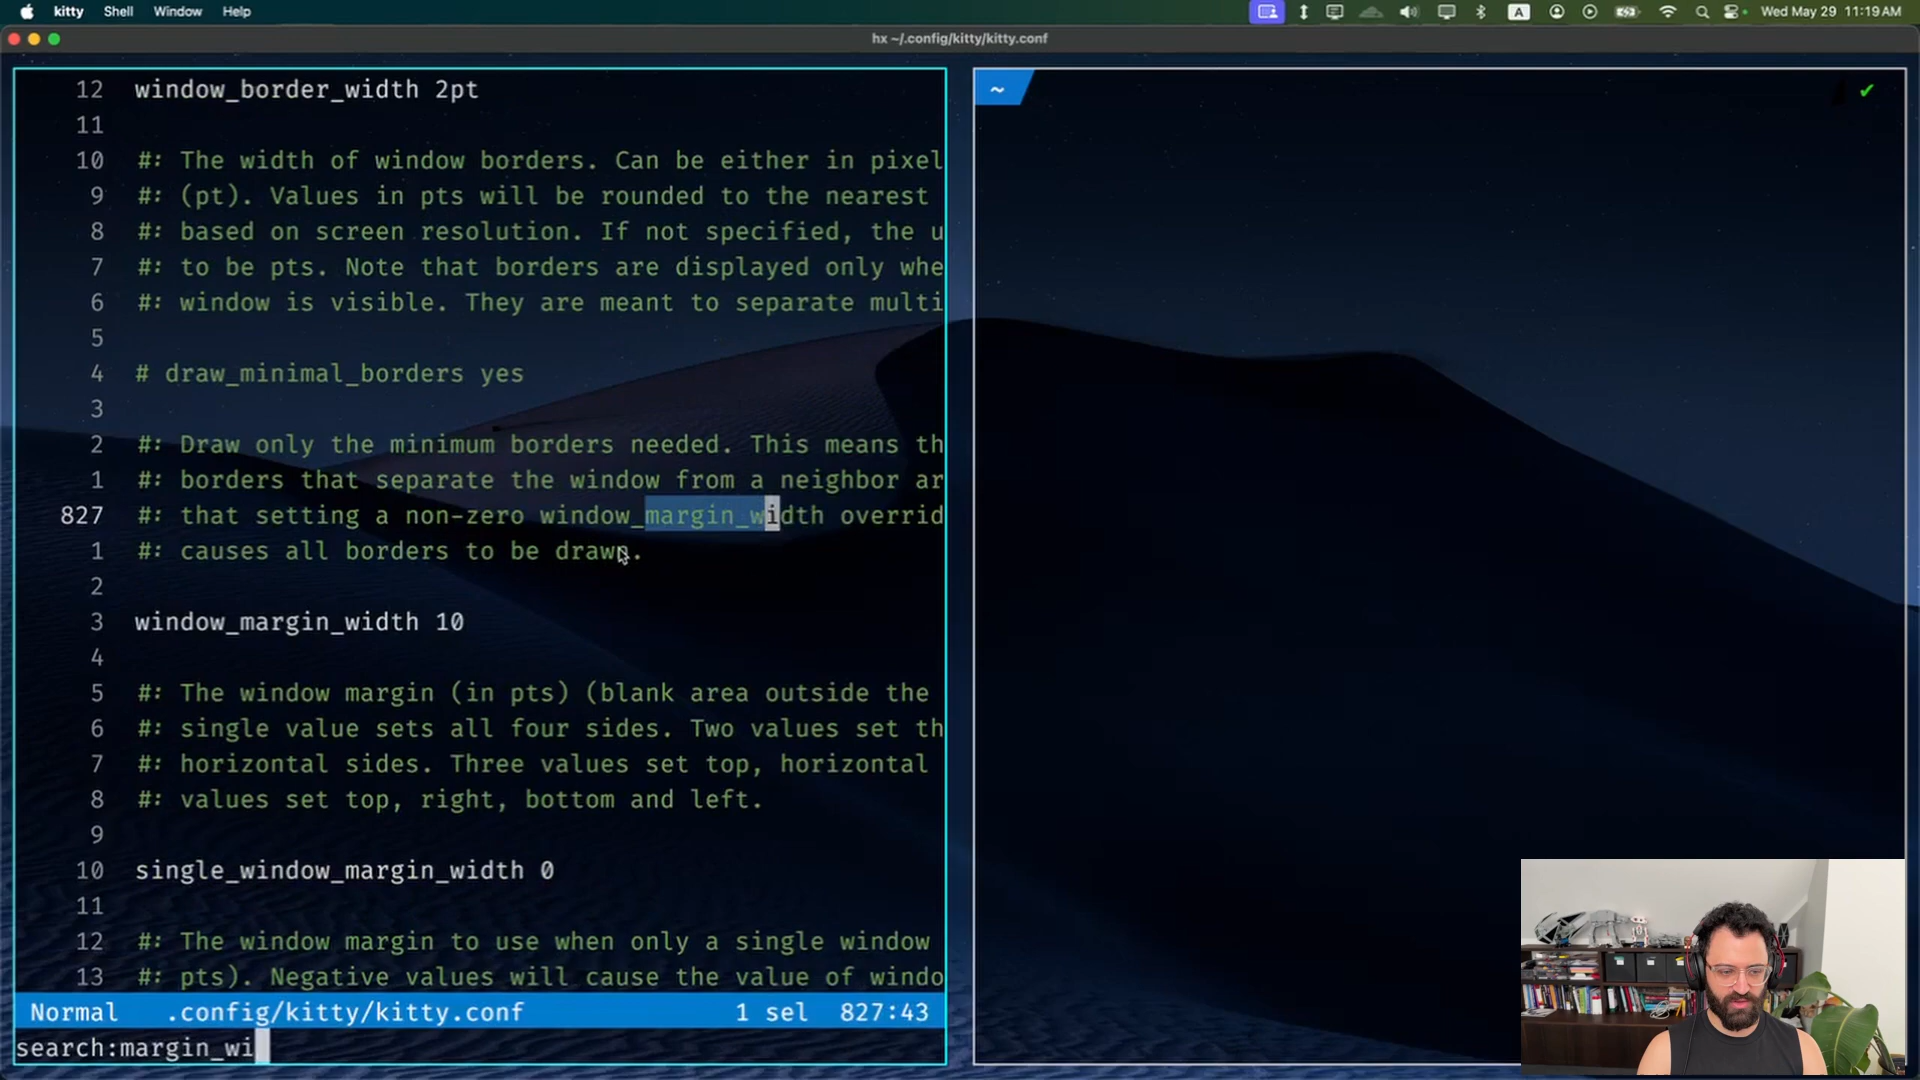 kitty Shell Window Help A Wed May 29 11:19 AM
hx ~/.config/kitty/kitty.conf
12 window_border_width 2pt
11
10 #: The width of window borders. Can be either in pixel
9 #: (pt). Values in pts will be rounded to the nearest
8 #: based on screen resolution. If not specified, the u
7 #: to be pts. Note that borders are displayed only whe
6 #: window is visible. They are meant to separate multi
5
4 # draw_minimal_borders yes
3
2 #: Draw only the minimum borders needed. This means th
1 #: borders that separate the window from a neighbor ar
827 #: that setting a non-zero window_margin_width overrid
1 #: causes all borders to be drawn.
2
3 window_margin_width 10
4
5 #: The window margin (in pts) (blank area outside the
6 #: single value sets all four sides. Two values set th
7 #: horizontal sides. Three values set top, horizontal
8 #: values set top, right, bottom and left.
9
10 single_window_margin_width 0
11
12 #: The window margin to use when only a single window
13 #: pts). Negative values will cause the value of windo
Normal .config/kitty/kitty.conf 1 sel 827:43
search:margin_wi
~ ✔